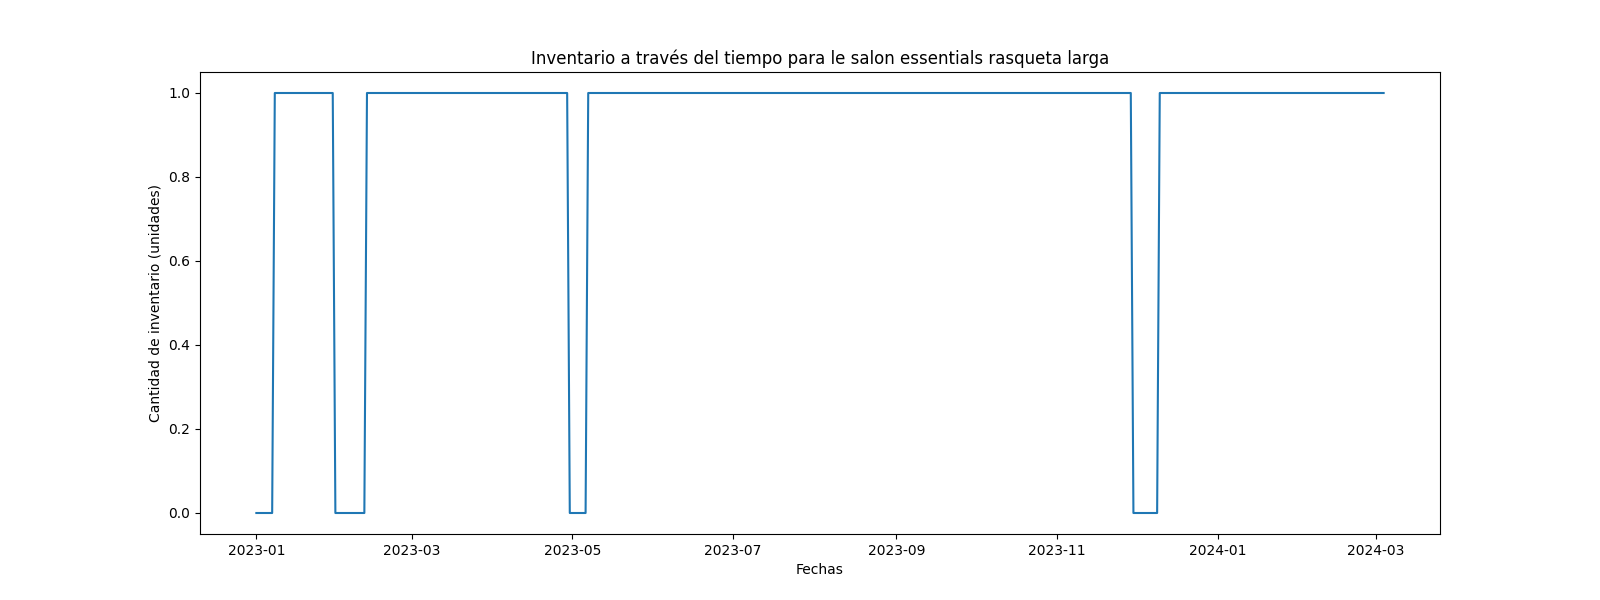 Inventario a través del tiempo para le salon essentials rasqueta larga
Cantidad de inventario (unidades)
1.0
0.8
0.6
0.4
0.2
0.0
2023-01 2023-03 2023-05 2023-07 2023-09 2023-11 2024-01 2024-03
Fechas